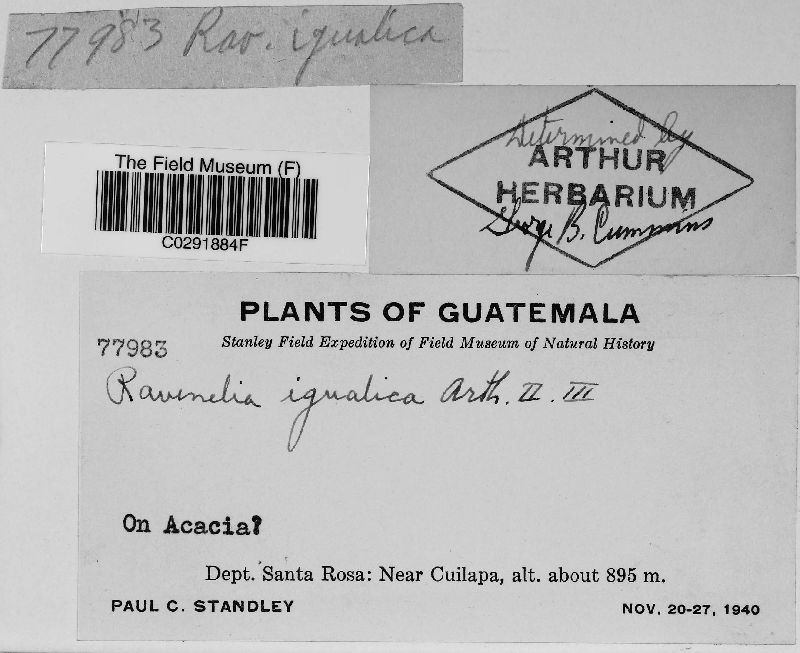 77983 Rav. igualica
Determined by
ARTHUR
HERBARIUM
George B. Cummins
The Field Museum (F)
C0291884F
PLANTS OF GUATEMALA
77983
Stanley Field Expedition of Field Museum of Natural History
Ravenelia igualica Arth. II. III
On Acacia?
Dept. Santa Rosa: Near Cuilapa, alt. about 895 m.
PAUL C. STANDLEY
NOV. 20-27, 1940